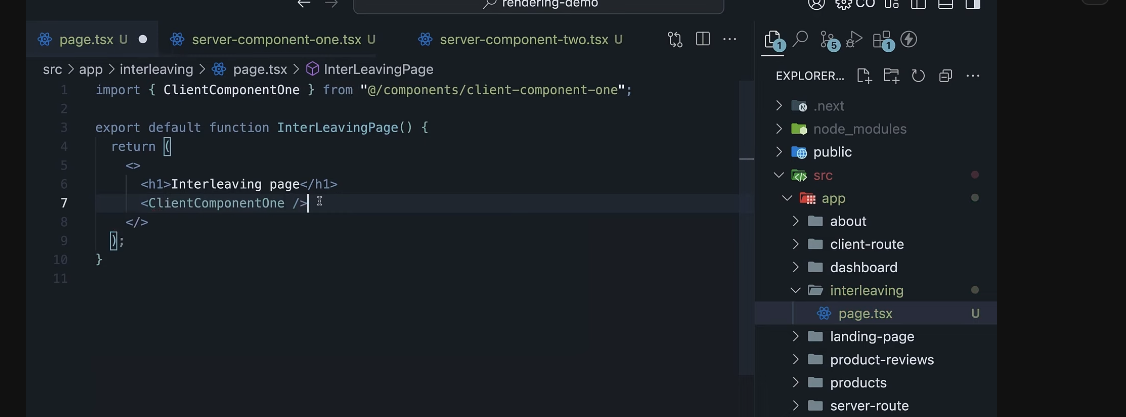 rendering-demo
page.tsx U
server-component-one.tsx U
server-component-two.tsx U
1
5
1
src > app > interleaving > page.tsx > InterLeavingPage
1 import { ClientComponentOne } from "@/components/client-component-one";
2
3 export default function InterLeavingPage() {
4 return (
5 <>
6 <h1>Interleaving page</h1>
7 <ClientComponentOne />
8 </>
9 );
10 }
11
EXPLORER...
.next
node_modules
public
src
app
about
client-route
dashboard
interleaving
page.tsx U
landing-page
product-reviews
products
server-route